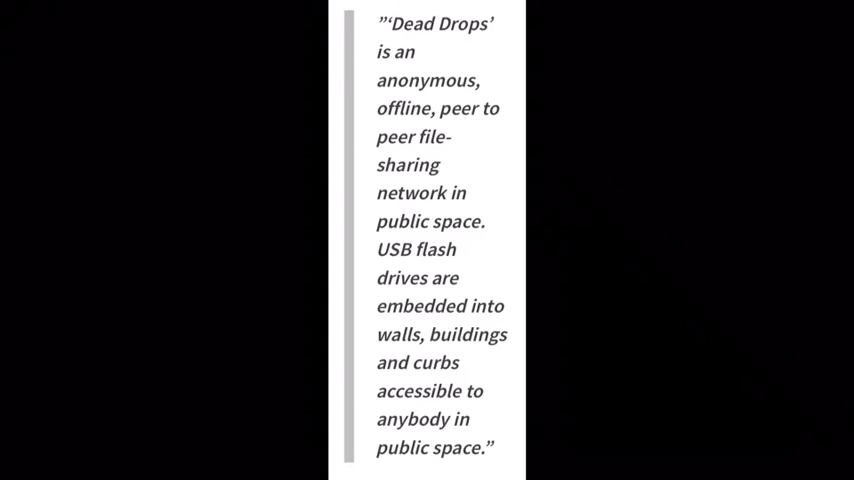 ”‘Dead Drops’
is an
anonymous,
offline, peer to
peer file-
sharing
network in
public space.
USB flash
drives are
embedded into
walls, buildings
and curbs
accessible to
anybody in
public space.”